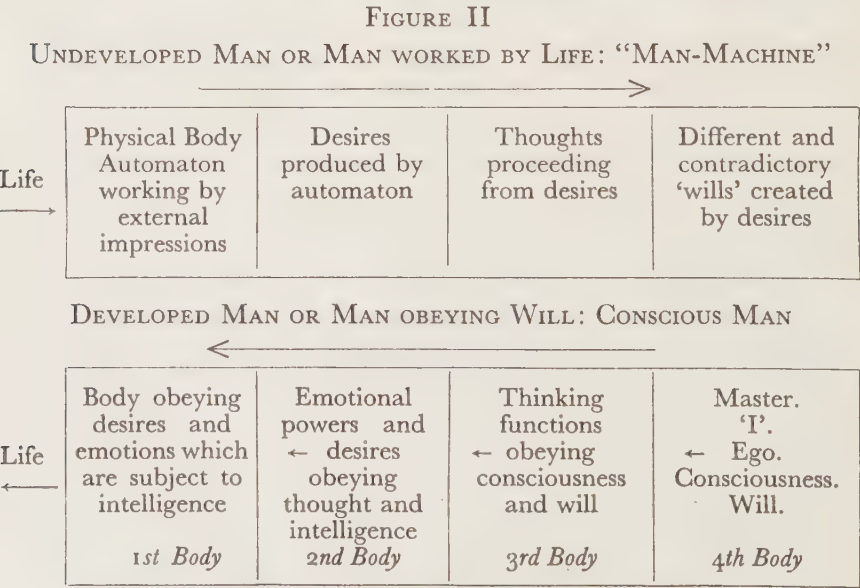 FIGURE II
UNDEVELOPED MAN OR MAN WORKED BY LIFE: “MAN-MACHINE”
Life
Physical Body
Automaton
working by
external
impressions
Desires
produced by
automaton
Thoughts
proceeding
from desires
Different and
contradictory
‘wills’ created
by desires
DEVELOPED MAN OR MAN OBEYING WILL: CONSCIOUS MAN
Life
Body obeying
desires and
emotions which
are subject to
intelligence
1st Body
Emotional
powers and
← desires
obeying
thought and
intelligence
2nd Body
Thinking
functions
← obeying
consciousness
and will
3rd Body
Master.
‘I’.
← Ego.
Consciousness.
Will.
4th Body